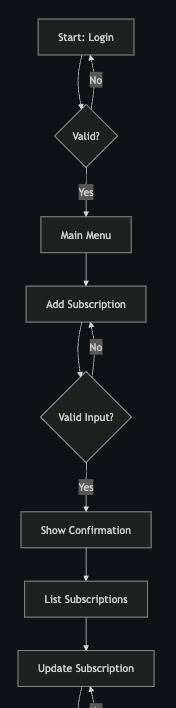 Start: Login
No
Valid?
Yes
Main Menu
Add Subscription
No
Valid Input?
Yes
Show Confirmation
List Subscriptions
Update Subscription